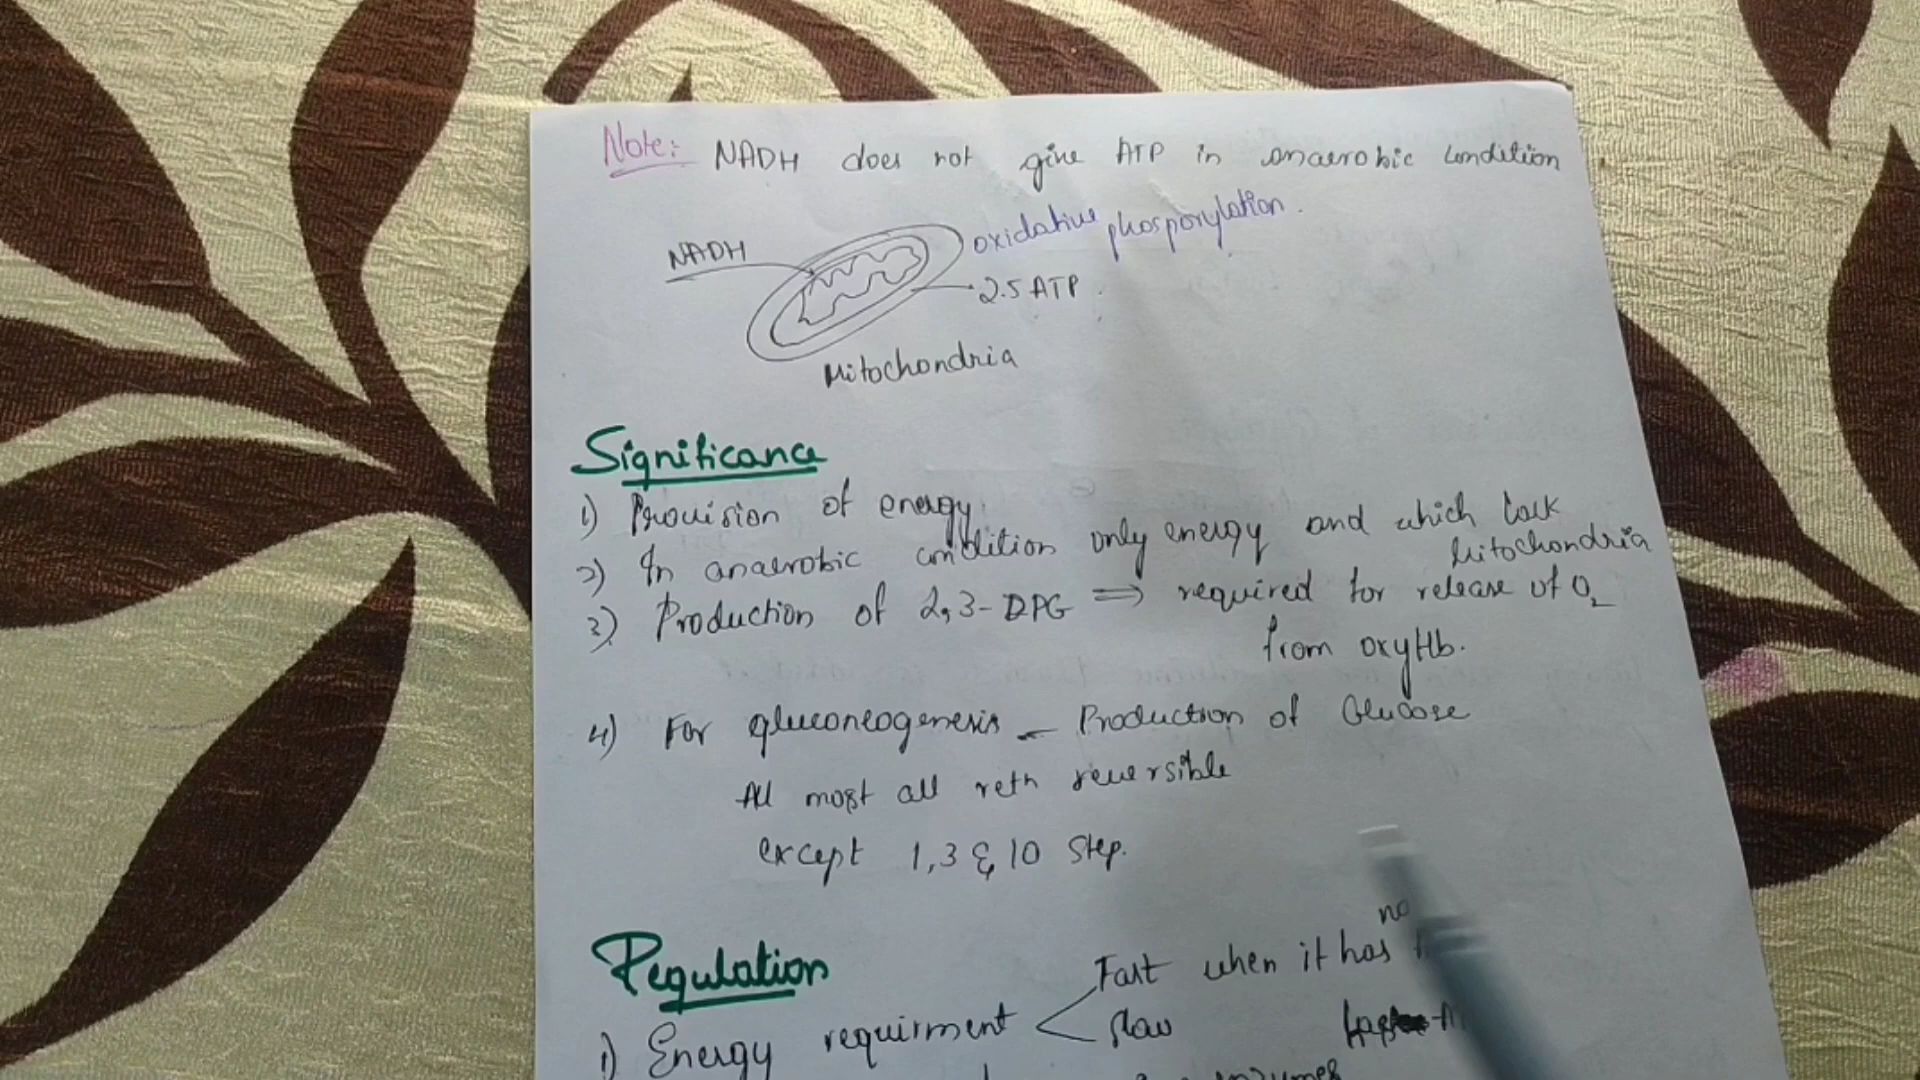 Note: NADH does not give ATP in anaerobic condition
NADH
oxidative phosporylation.
2.5 ATP
Mitochondria
Significance
1) Provision of energy
2) In anaerobic condition only energy and which lack
Mitochondria
3) Production of 2,3-DPG ⇒ required for release of O2
from oxyHb.
4) For gluconeogenesis - Production of Glucose
All most all rctn reversible
except 1,3 & 10 Step.
Regulation
no
1) Energy requirment < Fast when it has
Slow
enzymes